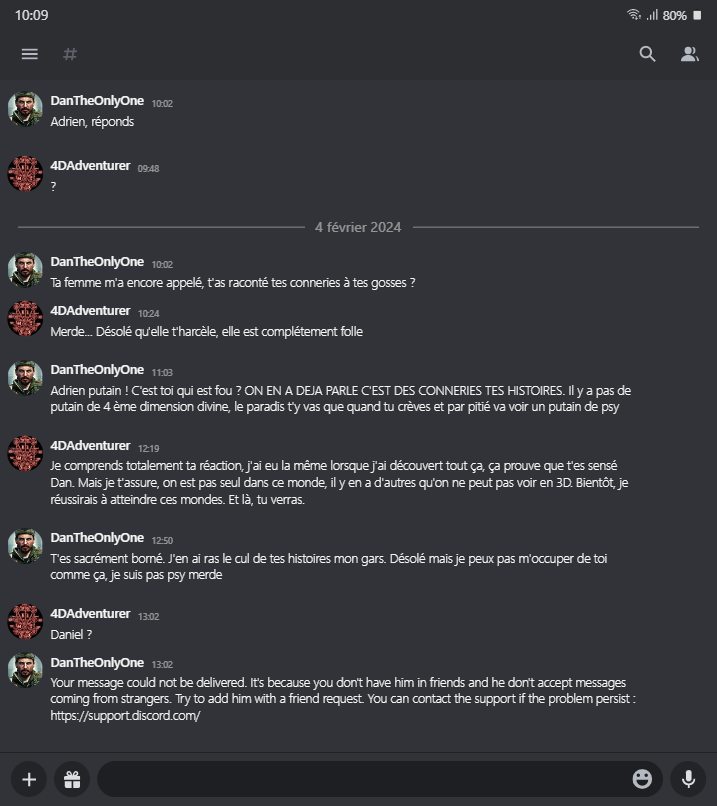 10:09
80%
#
DanTheOnlyOne 10:02
Adrien, réponds
4DAdventurer 09:48
?
4 février 2024
DanTheOnlyOne 10:02
Ta femme m'a encore appelé, t'as raconté tes conneries à tes gosses ?
4DAdventurer 10:24
Merde... Désolé qu'elle t'harcèle, elle est complétement folle
DanTheOnlyOne 11:03
Adrien putain ! C'est toi qui est fou ? ON EN A DEJA PARLE C'EST DES CONNERIES TES HISTOIRES. Il y a pas de
putain de 4 ème dimension divine, le paradis t'y vas que quand tu crèves et par pitié va voir un putain de psy
4DAdventurer 12:19
Je comprends totalement ta réaction, j'ai eu la même lorsque j'ai découvert tout ça, ça prouve que t'es sensé
Dan. Mais je t'assure, on est pas seul dans ce monde, il y en a d'autres qu'on ne peut pas voir en 3D. Bientôt, je
réussirais à atteindre ces mondes. Et là, tu verras.
DanTheOnlyOne 12:50
T'es sacrément borné. J'en ai ras le cul de tes histoires mon gars. Désolé mais je peux pas m'occuper de toi
comme ça, je suis pas psy merde
4DAdventurer 13:02
Daniel ?
DanTheOnlyOne 13:02
Your message could not be delivered. It's because you don't have him in friends and he don't accept messages
coming from strangers. Try to add him with a friend request. You can contact the support if the problem persist :
https://support.discord.com/